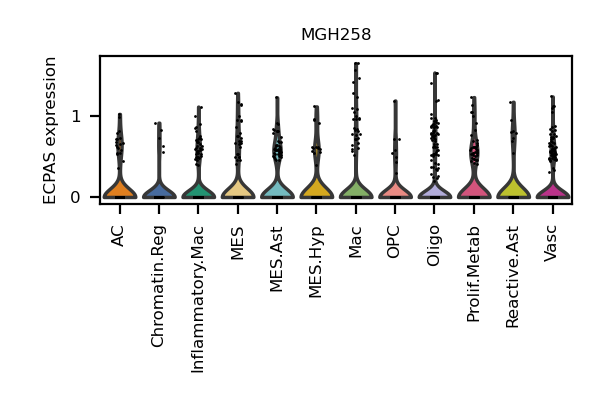 MGH258
ECPAS expression
1
0
AC
Chromatin.Reg
Inflammatory.Mac
MES
MES.Ast
MES.Hyp
Mac
OPC
Oligo
Prolif.Metab
Reactive.Ast
Vasc